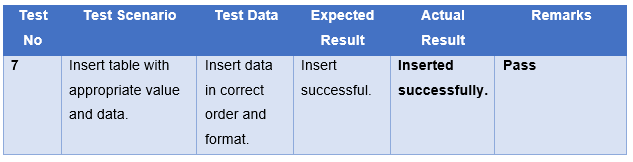 Test No Test Scenario Test Data Expected Result Actual Result Remarks
7 Insert table with appropriate value and data. Insert data in correct order and format. Insert successful. Inserted successfully. Pass